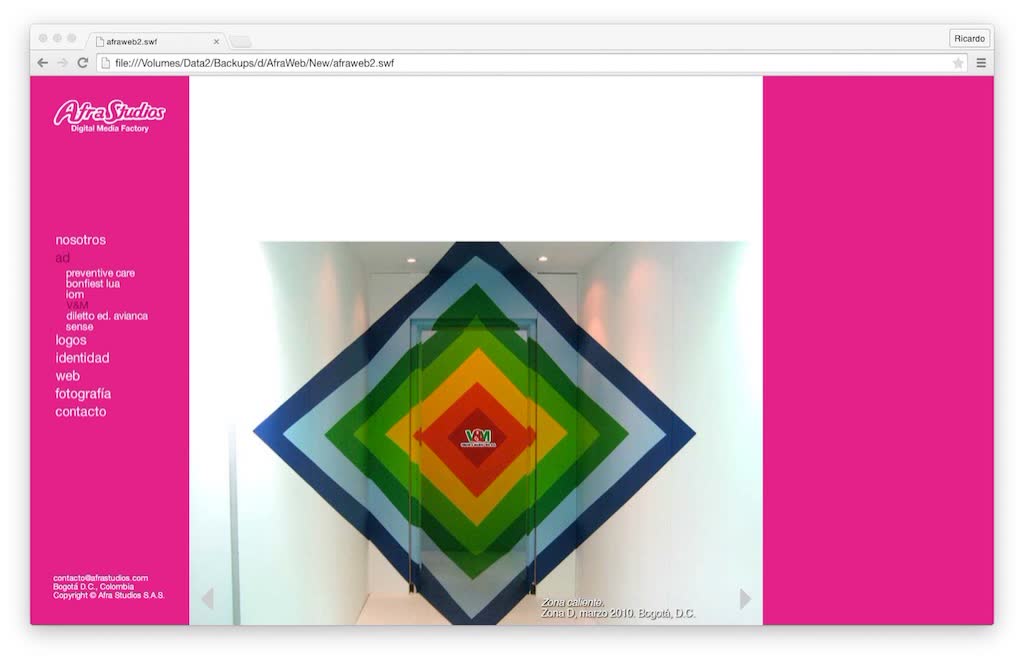 afraweb2.swf
Ricardo
file:///Volumes/Data2/Backups/d/AfraWeb/New/afraweb2.swf
Afra Studios
Digital Media Factory
nosotros
ad
preventive care
bonfiest lua
iom
V&M
diletto ed. avianca
sense
logos
identidad
web
fotografía
contacto
V&M
contacto@afrastudios.com
Bogotá D.C., Colombia
Copyright © Afra Studios S.A.S.
Zona caliente.
Zona D, marzo 2010. Bogotá, D.C.